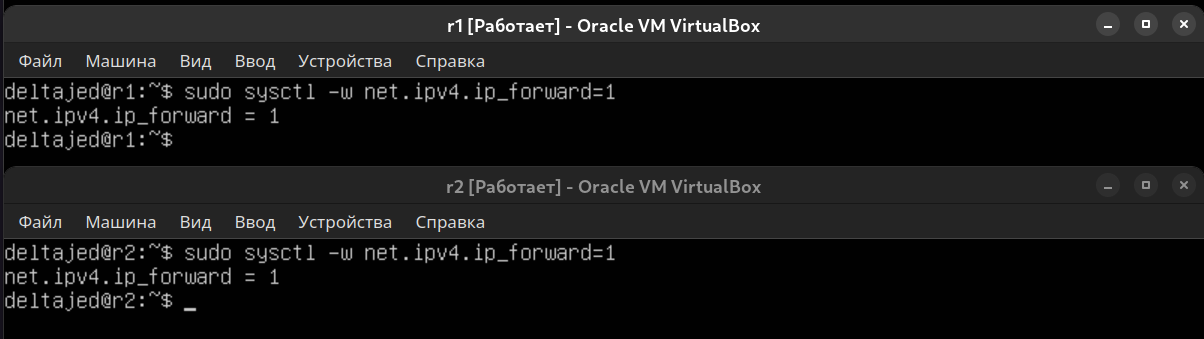 r1 [Работает] - Oracle VM VirtualBox
Файл Машина Вид Ввод Устройства Справка
deltajed@r1:~$ sudo sysctl -w net.ipv4.ip_forward=1
net.ipv4.ip_forward = 1
deltajed@r1:~$
r2 [Работает] - Oracle VM VirtualBox
Файл Машина Вид Ввод Устройства Справка
deltajed@r2:~$ sudo sysctl -w net.ipv4.ip_forward=1
net.ipv4.ip_forward = 1
deltajed@r2:~$ _